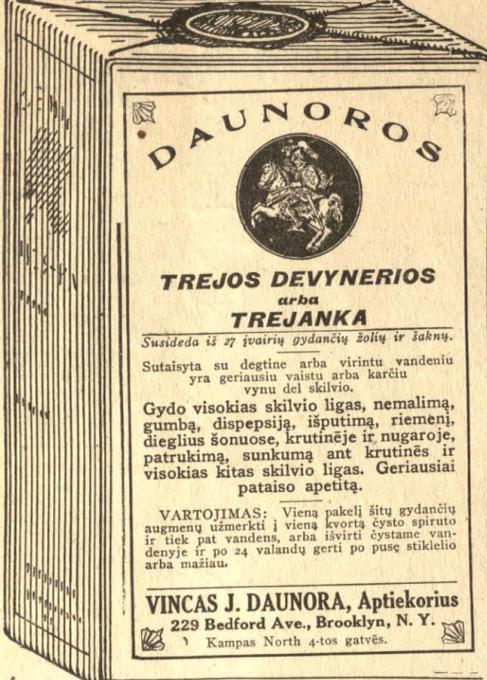 DAUNOROS
TREJOS DEVYNERIOS
arba
TREJANKA
Susideda iš 27 įvairių gydančių žolių ir šaknų.
Sutaisyta su degtine arba virintu vandeniu
yra geriausiu vaistu arba karčiu
vynu del skilvio.
Gydo visokias skilvio ligas, nemalimą,
gumbą, dispepsiją, išputimą, riemenį,
dieglius šonuose, krutinėje ir nugaroje,
patrukimą, sunkumą ant krutinės ir
visokias kitas skilvio ligas. Geriausiai
pataiso apetitą.
VARTOJIMAS: Vieną pakelį šitų gydančių
augmenų užmerkti į vieną kvortą čysto spiruto
ir tiek pat vandens, arba išvirti čystame van-
denyje ir po 24 valandų gerti po pusę stiklelio
arba mažiau.
VINCAS J. DAUNORA, Aptiekorius
229 Bedford Ave., Brooklyn, N. Y.
Kampas North 4-tos gatvės.